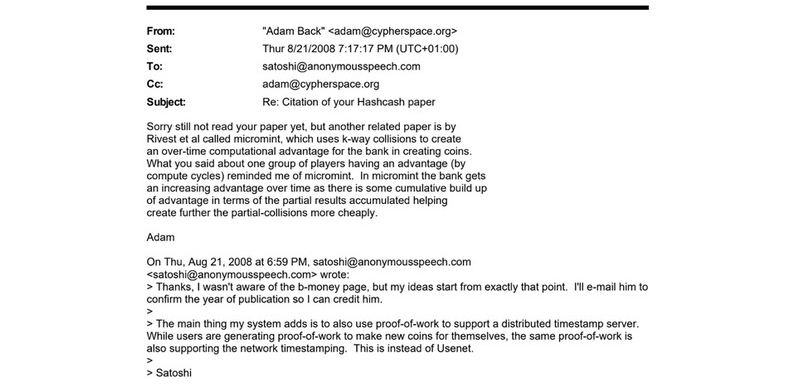 From: "Adam Back" <adam@cypherspace.org>
Sent: Thur 8/21/2008 7:17:17 PM (UTC+01:00)
To: satoshi@anonymousspeech.com
Cc: adam@cypherspace.org
Subject: Re: Citation of your Hashcash paper
Sorry still not read your paper yet, but another related paper is by
Rivest et al called micromint, which uses k-way collisions to create
an over-time computational advantage for the bank in creating coins.
What you said about one group of players having an advantage (by
compute cycles) reminded me of micromint.  In micromint the bank gets
an increasing advantage over time as there is some cumulative build up
of advantage in terms of the partial results accumulated helping
create further the partial-collisions more cheaply.
Adam
On Thu, Aug 21, 2008 at 6:59 PM, satoshi@anonymousspeech.com
<satoshi@anonymousspeech.com> wrote:
> Thanks, I wasn't aware of the b-money page, but my ideas start from exactly that point.  I'll e-mail him to
confirm the year of publication so I can credit him.
>
> The main thing my system adds is to also use proof-of-work to support a distributed timestamp server.
While users are generating proof-of-work to make new coins for themselves, the same proof-of-work is
also supporting the network timestamping.  This is instead of Usenet.
>
> Satoshi